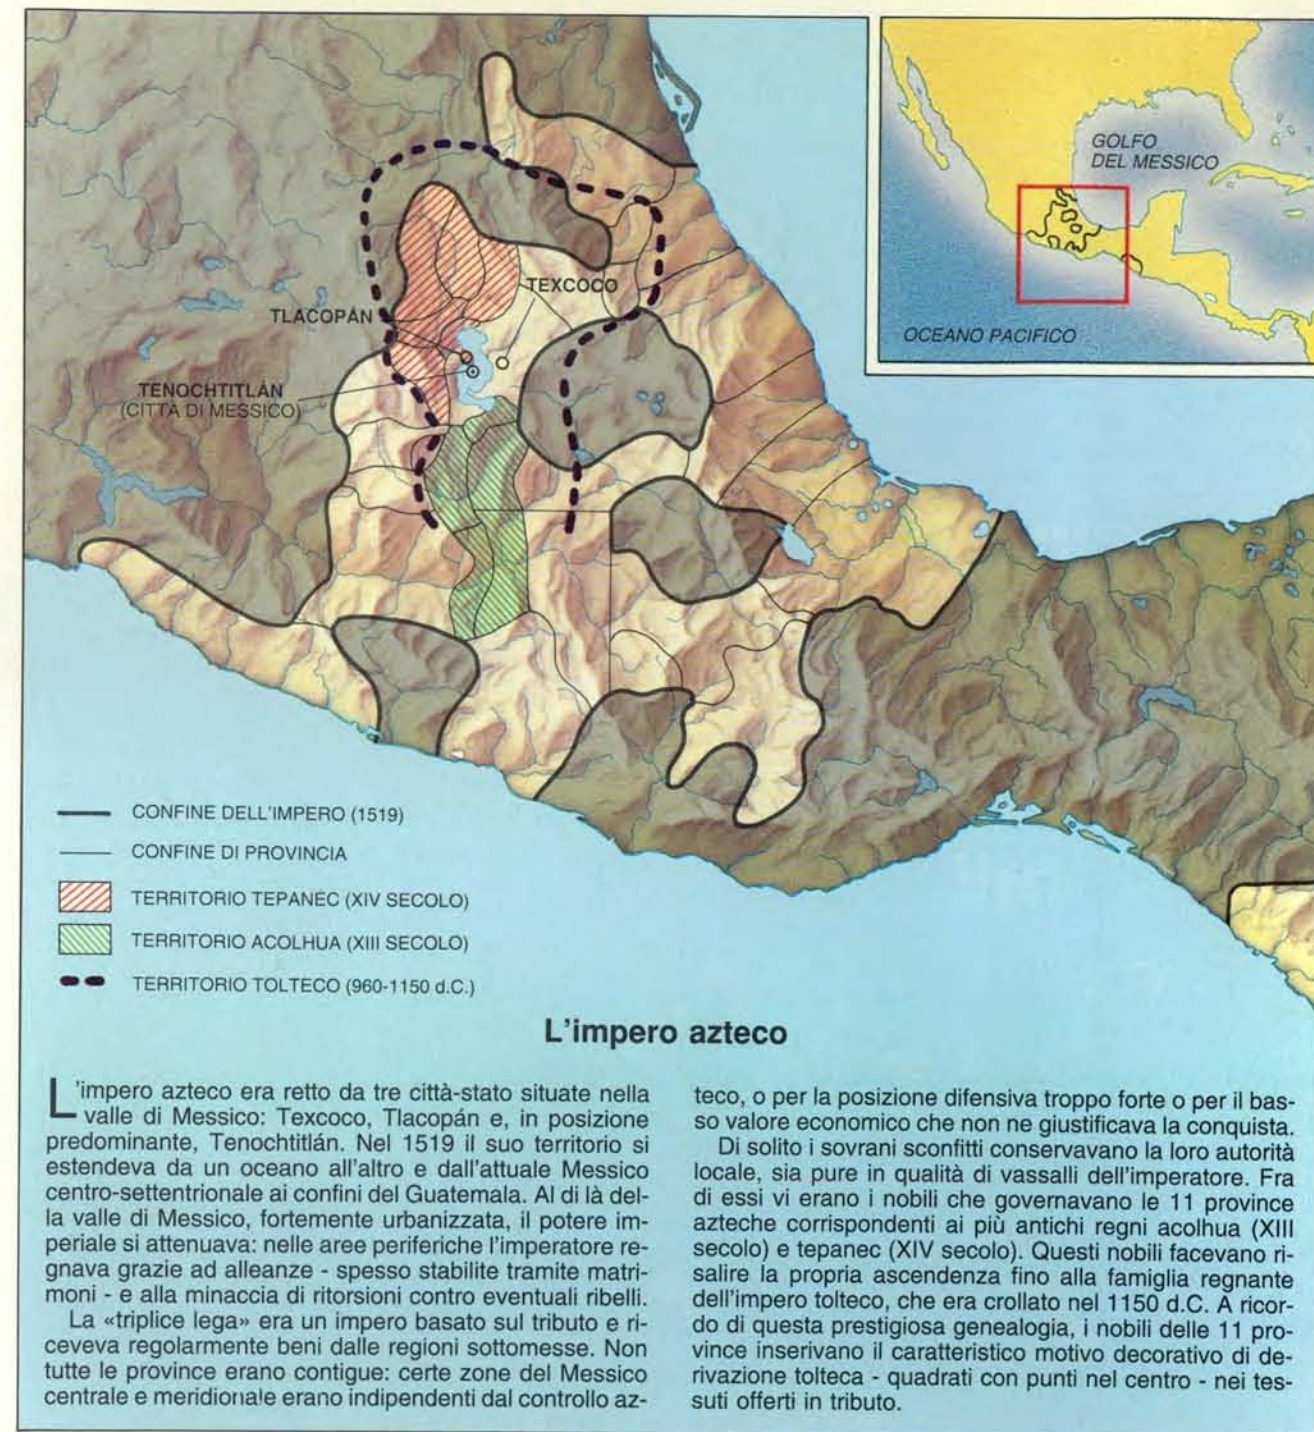 GOLFO
DEL MESSICO
OCEANO PACIFICO
TEXCOCO
TLACOPÁN
TENOCHTITLÁN
(CITTÀ DI MESSICO)
CONFINE DELL'IMPERO (1519)
CONFINE DI PROVINCIA
TERRITORIO TEPANEC (XIV SECOLO)
TERRITORIO ACOLHUA (XIII SECOLO)
TERRITORIO TOLTECO (960-1150 d.C.)
L'impero azteco
L'impero azteco era retto da tre città-stato situate nella
valle di Messico: Texcoco, Tlacopán e, in posizione
predominante, Tenochtitlán. Nel 1519 il suo territorio si
estendeva da un oceano all'altro e dall'attuale Messico
centro-settentrionale ai confini del Guatemala. Al di là del-
la valle di Messico, fortemente urbanizzata, il potere im-
periale si attenuava: nelle aree periferiche l'imperatore re-
gnava grazie ad alleanze - spesso stabilite tramite matri-
moni - e alla minaccia di ritorsioni contro eventuali ribelli.
La «triplice lega» era un impero basato sul tributo e ri-
ceveva regolarmente beni dalle regioni sottomesse. Non
tutte le province erano contigue: certe zone del Messico
centrale e meridionale erano indipendenti dal controllo az-
teco, o per la posizione difensiva troppo forte o per il bas-
so valore economico che non ne giustificava la conquista.
Di solito i sovrani sconfitti conservavano la loro autorità
locale, sia pure in qualità di vassalli dell'imperatore. Fra
di essi vi erano i nobili che governavano le 11 province
azteche corrispondenti ai più antichi regni acolhua (XIII
secolo) e tepanec (XIV secolo). Questi nobili facevano ri-
salire la propria ascendenza fino alla famiglia regnante
dell'impero tolteco, che era crollato nel 1150 d.C. A ricor-
do di questa prestigiosa genealogia, i nobili delle 11 pro-
vince inserivano il caratteristico motivo decorativo di de-
rivazione tolteca - quadrati con punti nel centro - nei tes-
suti offerti in tributo.